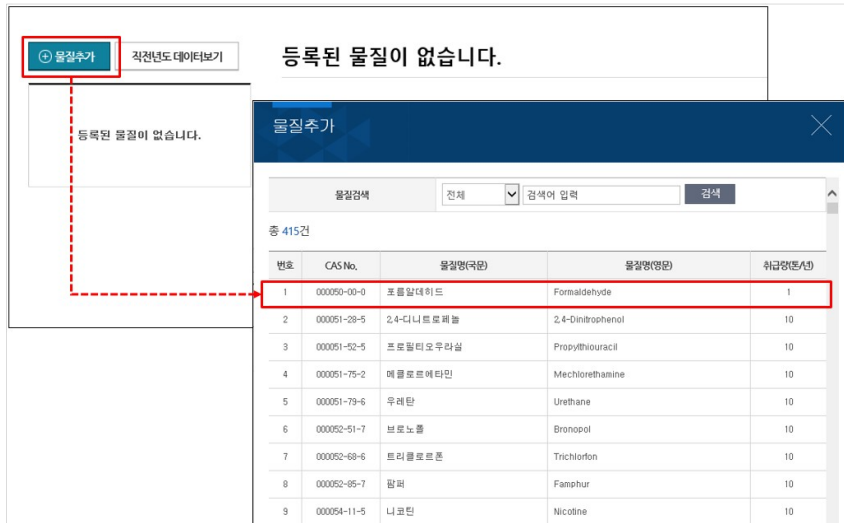 물질추가
직전년도 데이터보기
등록된 물질이 없습니다.
등록된 물질이 없습니다.
물질추가
물질검색 전체 검색어 입력 검색
총 415건
번호 CAS No. 물질명(국문) 물질명(영문) 취급량(톤/년)
1 000050-00-0 포름알데히드 Formaldehyde 1
2 000051-28-5 2,4-디니트로페놀 2,4-Dinitrophenol 10
3 000051-52-5 프로필티오우라실 Propylthiouracil 10
4 000051-75-2 메클로르에타민 Mechlorethamine 10
5 000051-79-6 우레탄 Urethane 10
6 000052-51-7 브로노폴 Bronopol 10
7 000052-68-6 트리클로르폰 Trichlorfon 10
8 000052-85-7 팜퍼 Famphur 10
9 000054-11-5 니코틴 Nicotine 10